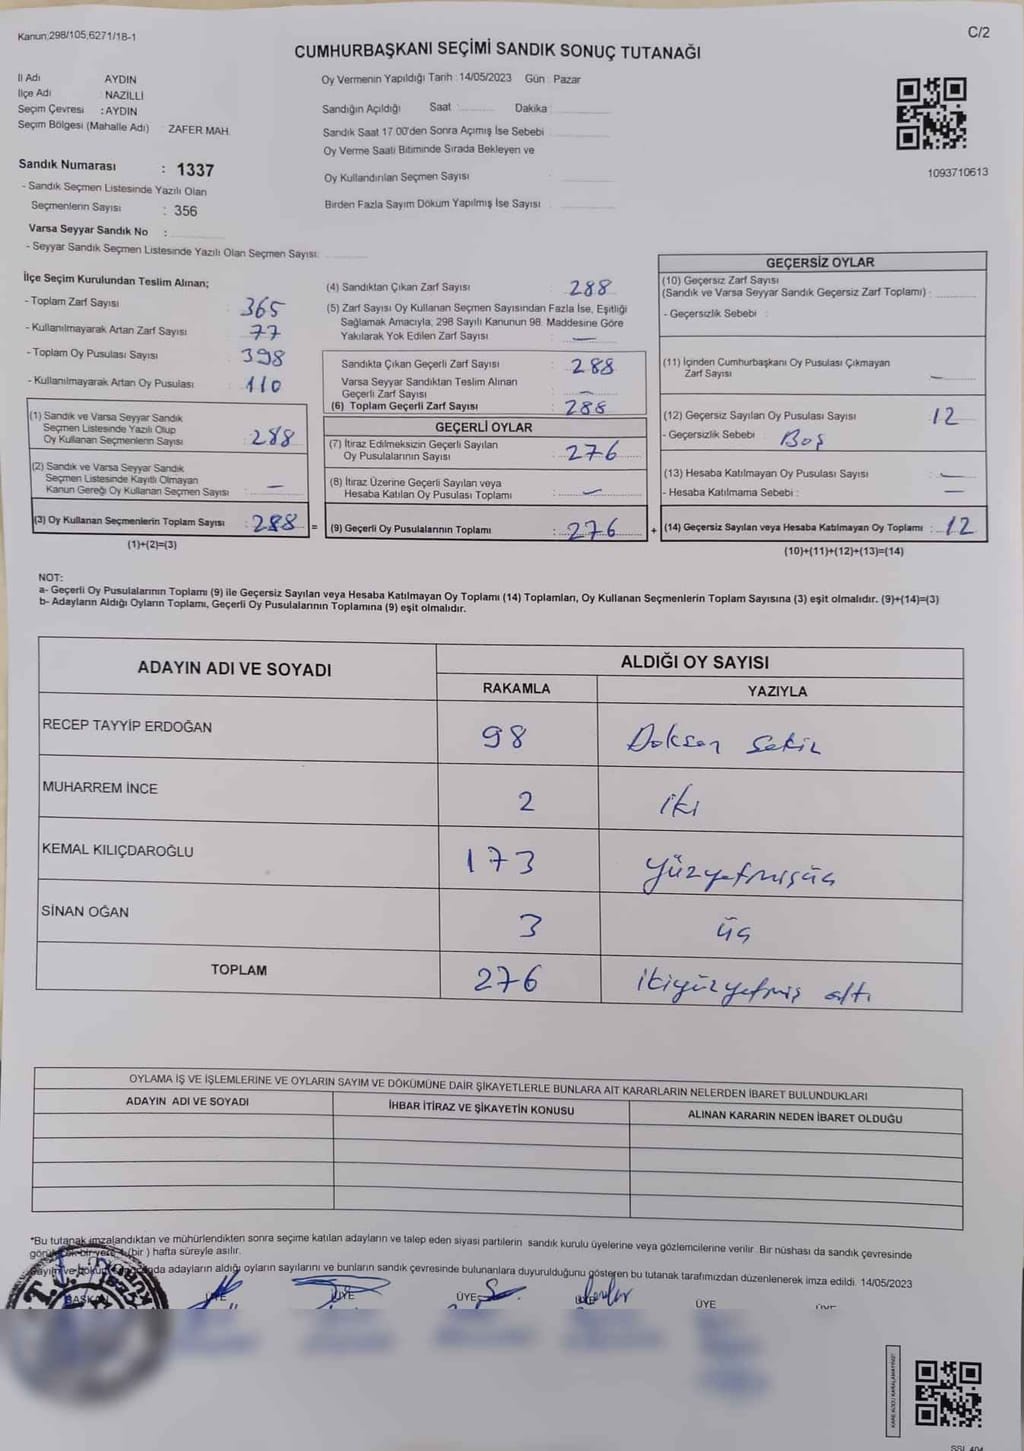 Kanun,298/105,6271/18-1
C/2
CUMHURBAŞKANI SEÇİMİ SANDIK SONUÇ TUTANAĞI
İl Adı AYDIN
İlçe Adı NAZİLLİ
Seçim Çevresi : AYDIN
Seçim Bölgesi (Mahalle Adı) ZAFER MAH.
Oy Vermenin Yapıldığı Tarih : 14/05/2023 Gün : Pazar
Sandığın Açıldığı Saat : Dakika
Sandık Saat 17.00'den Sonra Açımış İse Sebebi
Oy Verme Saati Bitiminde Sırada Bekleyen ve
Oy Kullandırılan Seçmen Sayısı
Birden Fazla Sayım Döküm Yapılmış İse Sayısı
1093710613
Sandık Numarası : 1337
- Sandık Seçmen Listesinde Yazılı Olan
Seçmenlerin Sayısı : 356
Varsa Seyyar Sandık No :
- Seyyar Sandık Seçmen Listesinde Yazılı Olan Seçmen Sayısı:
İlçe Seçim Kurulundan Teslim Alınan;
- Toplam Zarf Sayısı 365
- Kullanılmayarak Artan Zarf Sayısı 77
- Toplam Oy Pusulası Sayısı 398
- Kullanılmayarak Artan Oy Pusulası 110
(1) Sandık ve Varsa Seyyar Sandık
Seçmen Listesinde Yazılı Olup
Oy Kullanan Seçmenlerin Sayısı 288
(2) Sandık ve Varsa Seyyar Sandık
Seçmen Listesinde Kayıtlı Olmayan
Kanun Gereği Oy Kullanan Seçmen Sayısı : —
(3) Oy Kullanan Seçmenlerin Toplam Sayısı : 288 =
(1)+(2)=(3)
(4) Sandıktan Çıkan Zarf Sayısı 288
(5) Zarf Sayısı Oy Kullanan Seçmen Sayısından Fazla İse, Eşitliği
Sağlamak Amacıyla; 298 Sayılı Kanunun 98. Maddesine Göre
Yakılarak Yok Edilen Zarf Sayısı : —
Sandıkta Çıkan Geçerli Zarf Sayısı : 288
Varsa Seyyar Sandıktan Teslim Alınan
Geçerli Zarf Sayısı : —
(6) Toplam Geçerli Zarf Sayısı : 288
GEÇERLİ OYLAR
(7) İtiraz Edilmeksizin Geçerli Sayılan
Oy Pusulalarının Sayısı : 276
(8) İtiraz Üzerine Geçerli Sayılan veya
Hesaba Katılan Oy Pusulası Toplamı : —
(9) Geçerli Oy Pusulalarının Toplamı : 276 +
GEÇERSİZ OYLAR
(10) Geçersiz Zarf Sayısı
(Sandık ve Varsa Seyyar Sandık Geçersiz Zarf Toplamı) :
- Geçersizlik Sebebi :
(11) İçinden Cumhurbaşkanı Oy Pusulası Çıkmayan
Zarf Sayısı —
(12) Geçersiz Sayılan Oy Pusulası Sayısı 12
- Geçersizlik Sebebi : Boş
(13) Hesaba Katılmayan Oy Pusulası Sayısı : —
- Hesaba Katılmama Sebebi : —
(14) Geçersiz Sayılan veya Hesaba Katılmayan Oy Toplamı : 12
(10)+(11)+(12)+(13)=(14)
NOT:
a- Geçerli Oy Pusulalarının Toplamı (9) ile Geçersiz Sayılan veya Hesaba Katılmayan Oy Toplamı (14) Toplamları, Oy Kullanan Seçmenlerin Toplam Sayısına (3) eşit olmalıdır. (9)+(14)=(3)
b- Adayların Aldığı Oyların Toplamı, Geçerli Oy Pusulalarının Toplamına (9) eşit olmalıdır.
ADAYIN ADI VE SOYADI ALDIĞI OY SAYISI
RAKAMLA YAZIYLA
RECEP TAYYİP ERDOĞAN 98 Doksan sekiz
MUHARREM İNCE 2 iki
KEMAL KILIÇDAROĞLU 173 yüzyetmişüç
SİNAN OĞAN 3 üç
TOPLAM 276 ikiyüzyetmiş altı
OYLAMA İŞ VE İŞLEMLERİNE VE OYLARIN SAYIM VE DÖKÜMÜNE DAİR ŞİKAYETLERLE BUNLARA AİT KARARLARIN NELERDEN İBARET BULUNDUKLARI
ADAYIN ADI VE SOYADI İHBAR İTİRAZ VE ŞİKAYETİN KONUSU ALINAN KARARIN NEDEN İBARET OLDUĞU
*Bu tutanak imzalandıktan ve mühürlendikten sonra seçime katılan adayların ve talep eden siyasi partilerin sandık kurulu üyelerine veya gözlemcilerine verilir. Bir nüshası da sandık çevresinde
bir yere 1 (bir ) hafta süreyle asılır.
adayların aldığı oyların sayılarını ve bunların sandık çevresinde bulunanlara duyurulduğunu gösteren bu tutanak tarafımızdan düzenlenerek imza edildi. 14/05/2023
BAŞKAN ÜYE ÜYE ÜYE ÜYE ÜYE ÜYE
T.C.